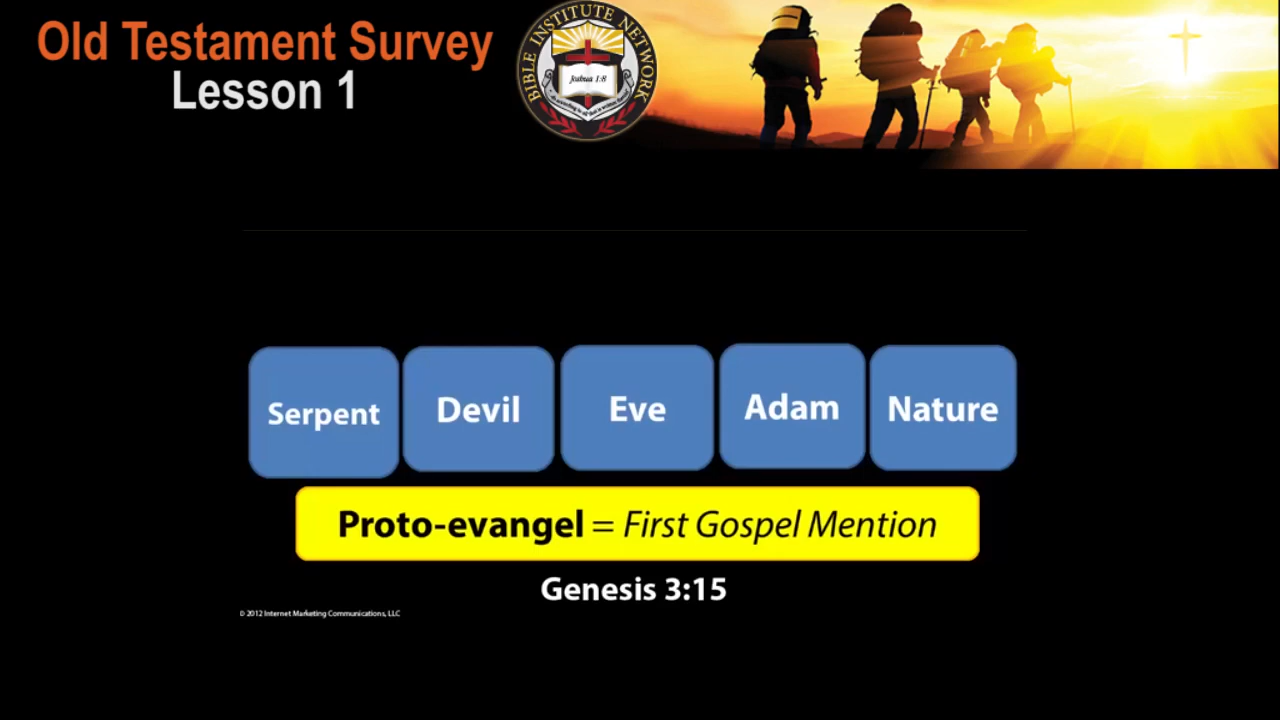 Old Testament Survey
Lesson 1
BIBLE INSTITUTE NETWORK
Joshua 1:8
Serpent
Devil
Eve
Adam
Nature
Proto-evangel = First Gospel Mention
Genesis 3:15
© 2012 Internet Marketing Communications, LLC